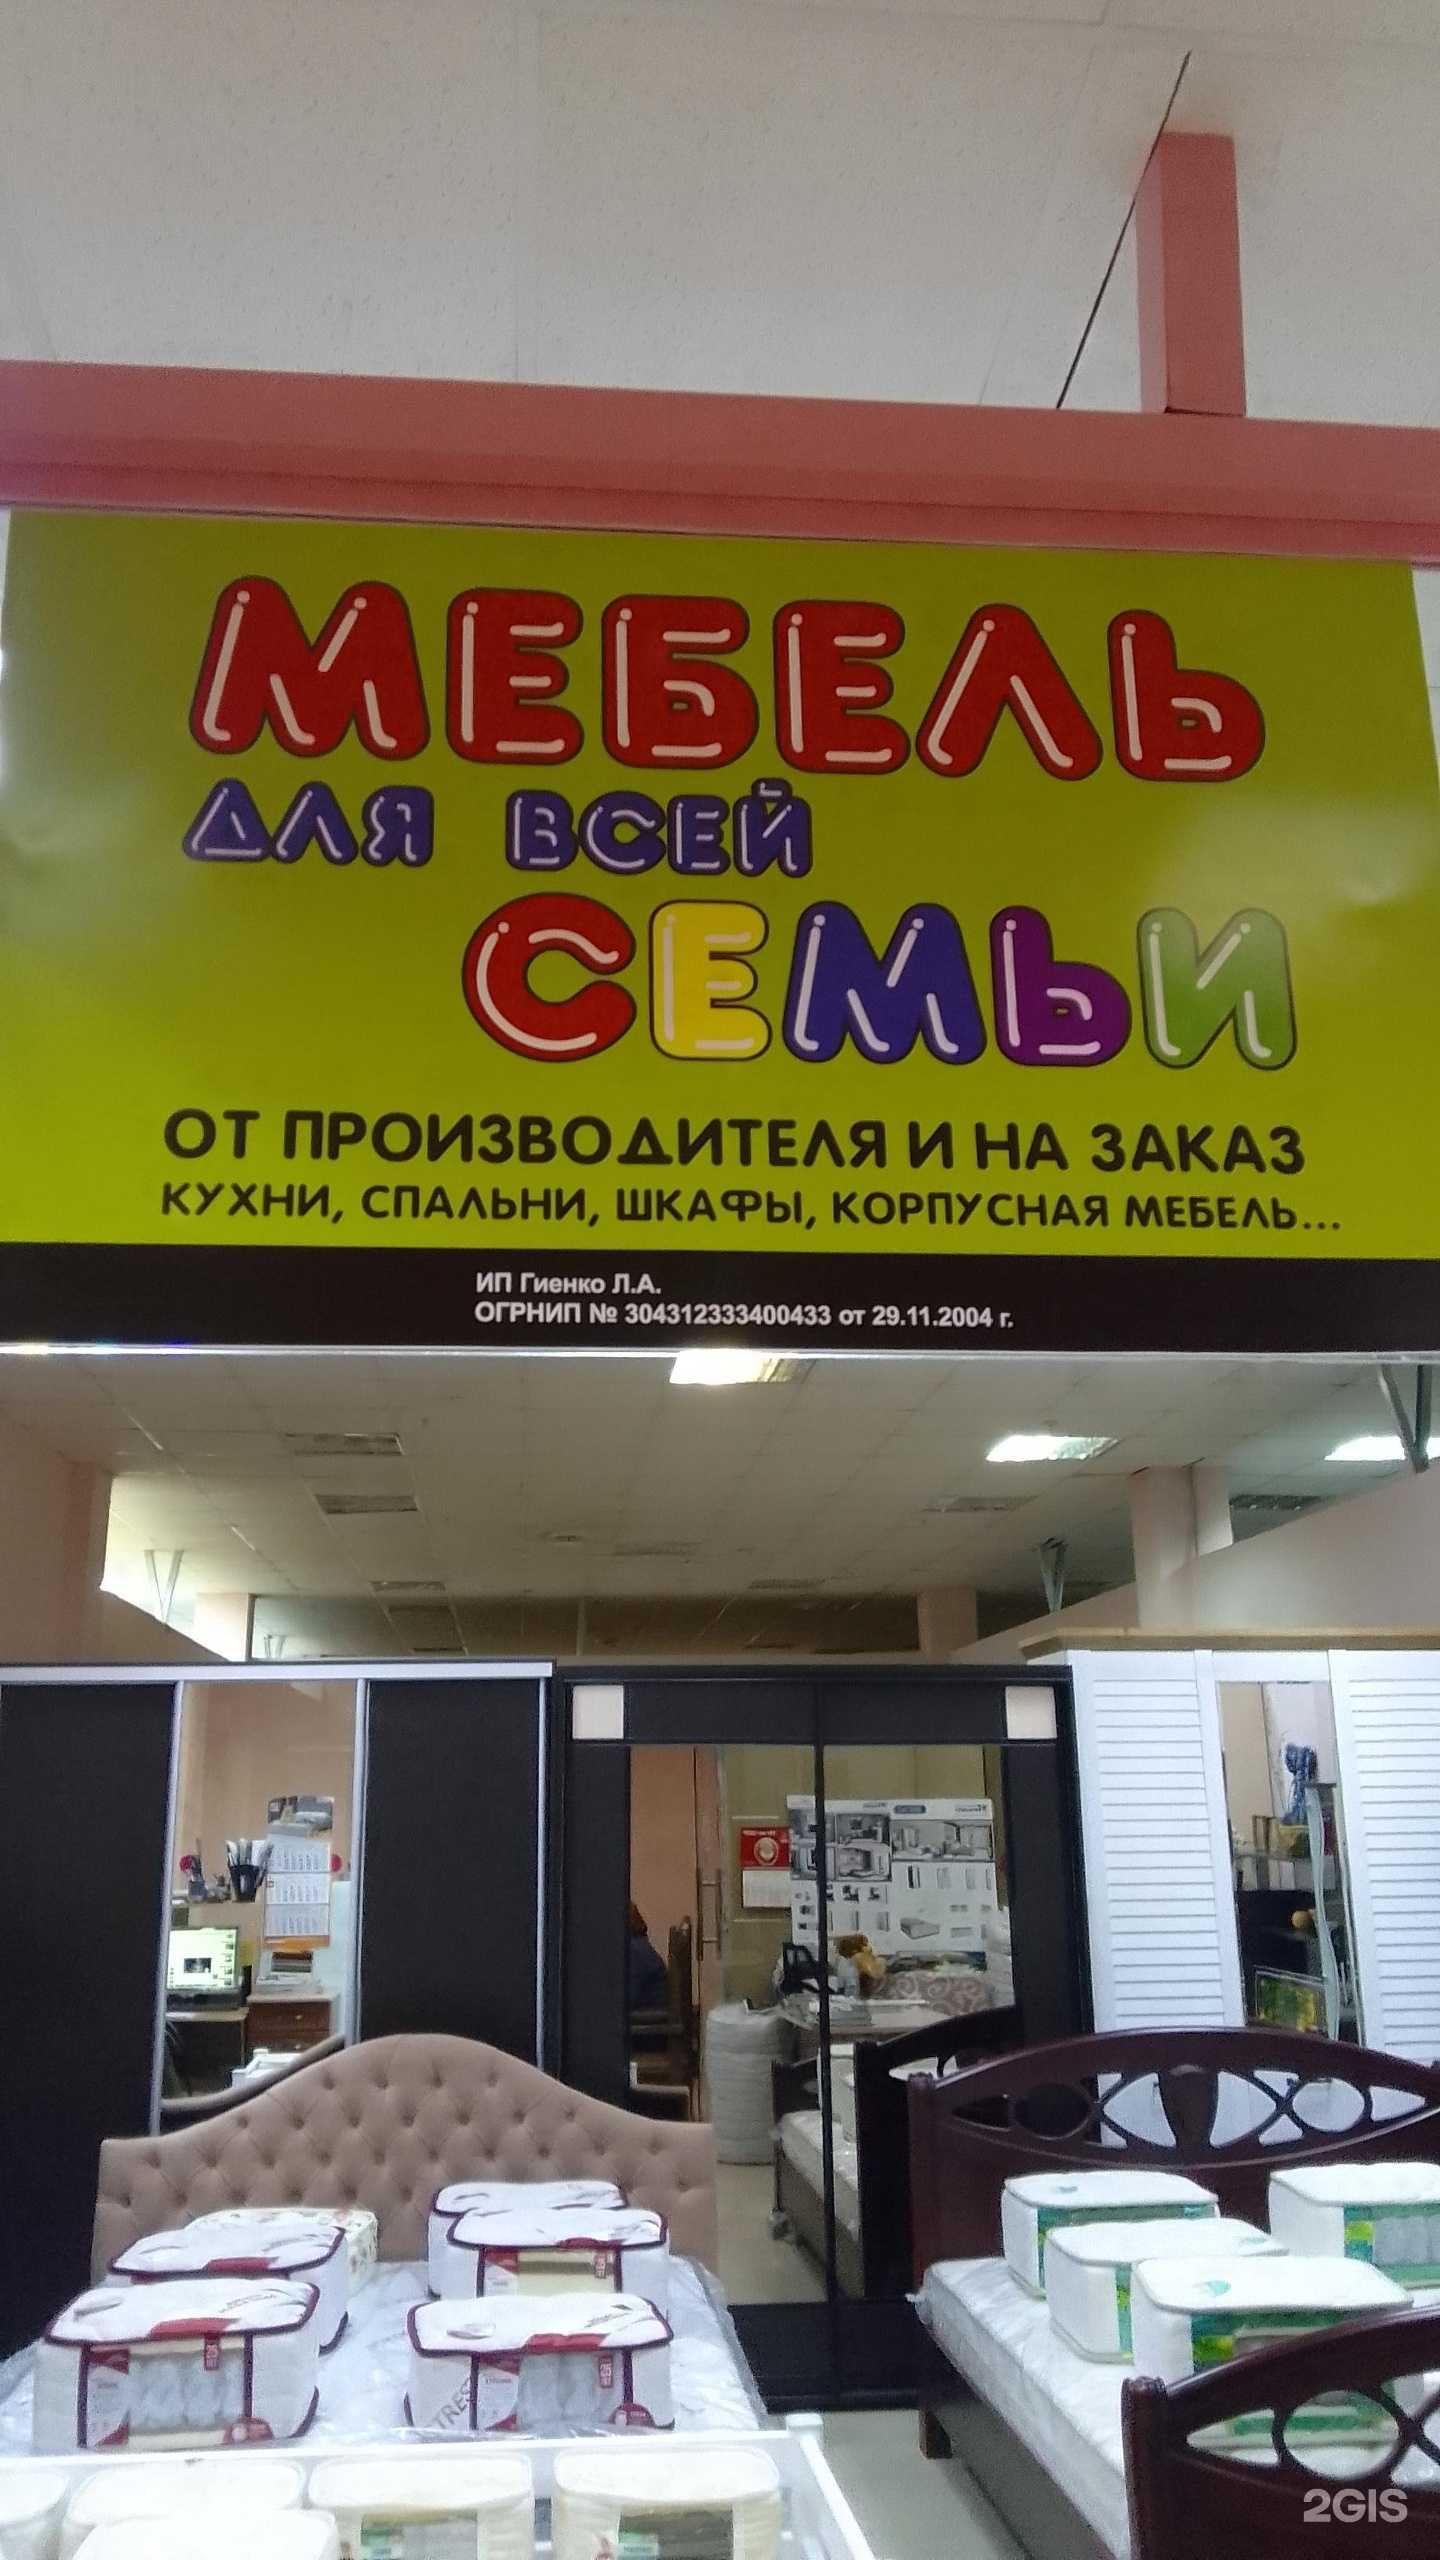 МЕБЕЛЬ
ДЛЯ ВСЕЙ
СЕМЬИ
ОТ ПРОИЗВОДИТЕЛЯ И НА ЗАКАЗ
КУХНИ, СПАЛЬНИ, ШКАФЫ, КОРПУСНАЯ МЕБЕЛЬ...
ИП Гиенко Л.А.
ОГРНИП № 304312333400433 от 29.11.2004 г.
2GIS